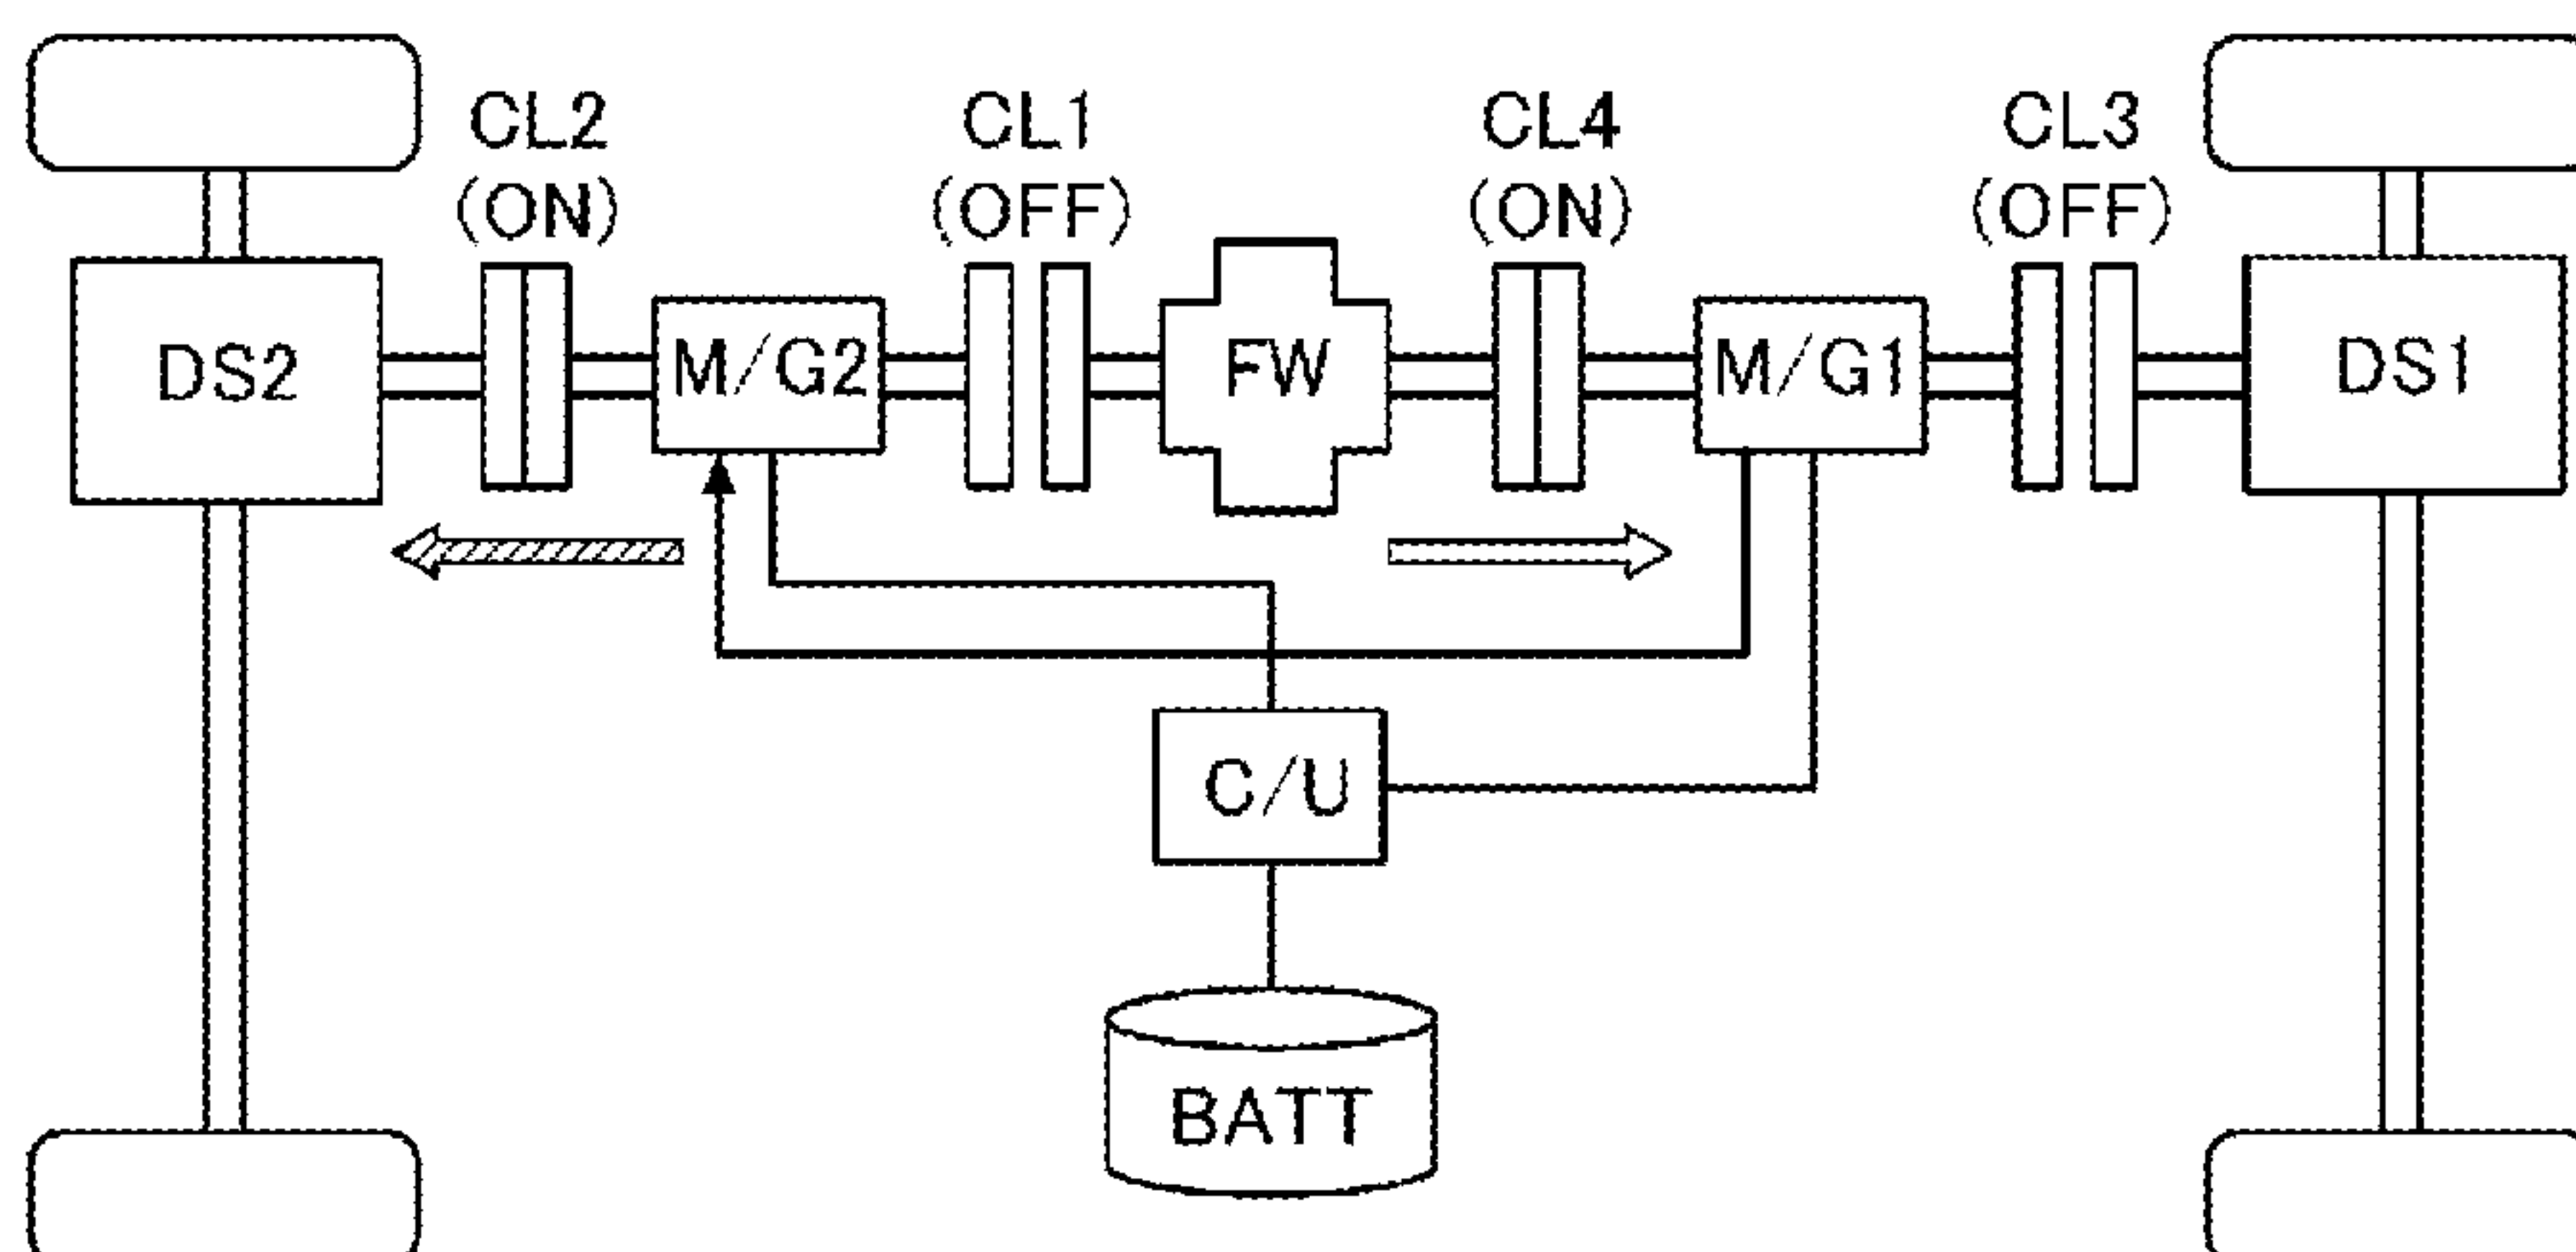 CL2
(ON)
CL1
(OFF)
CL4
(ON)
CL3
(OFF)
DS2
M/G2
FW
M/G1
DS1
C/U
BATT